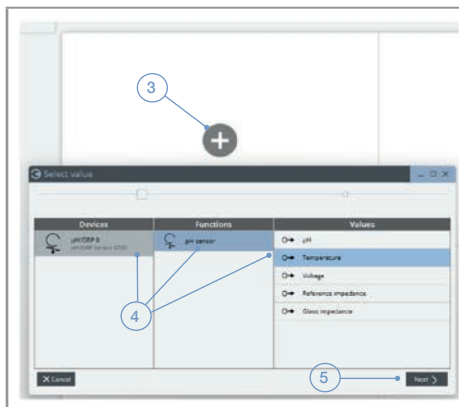 3
Select value
Devices Functions Values
pH/ORP 0 pH sensor pH
Temperature
Voltage
Reference impedance
Glass impedance
4
5
Cancel Next